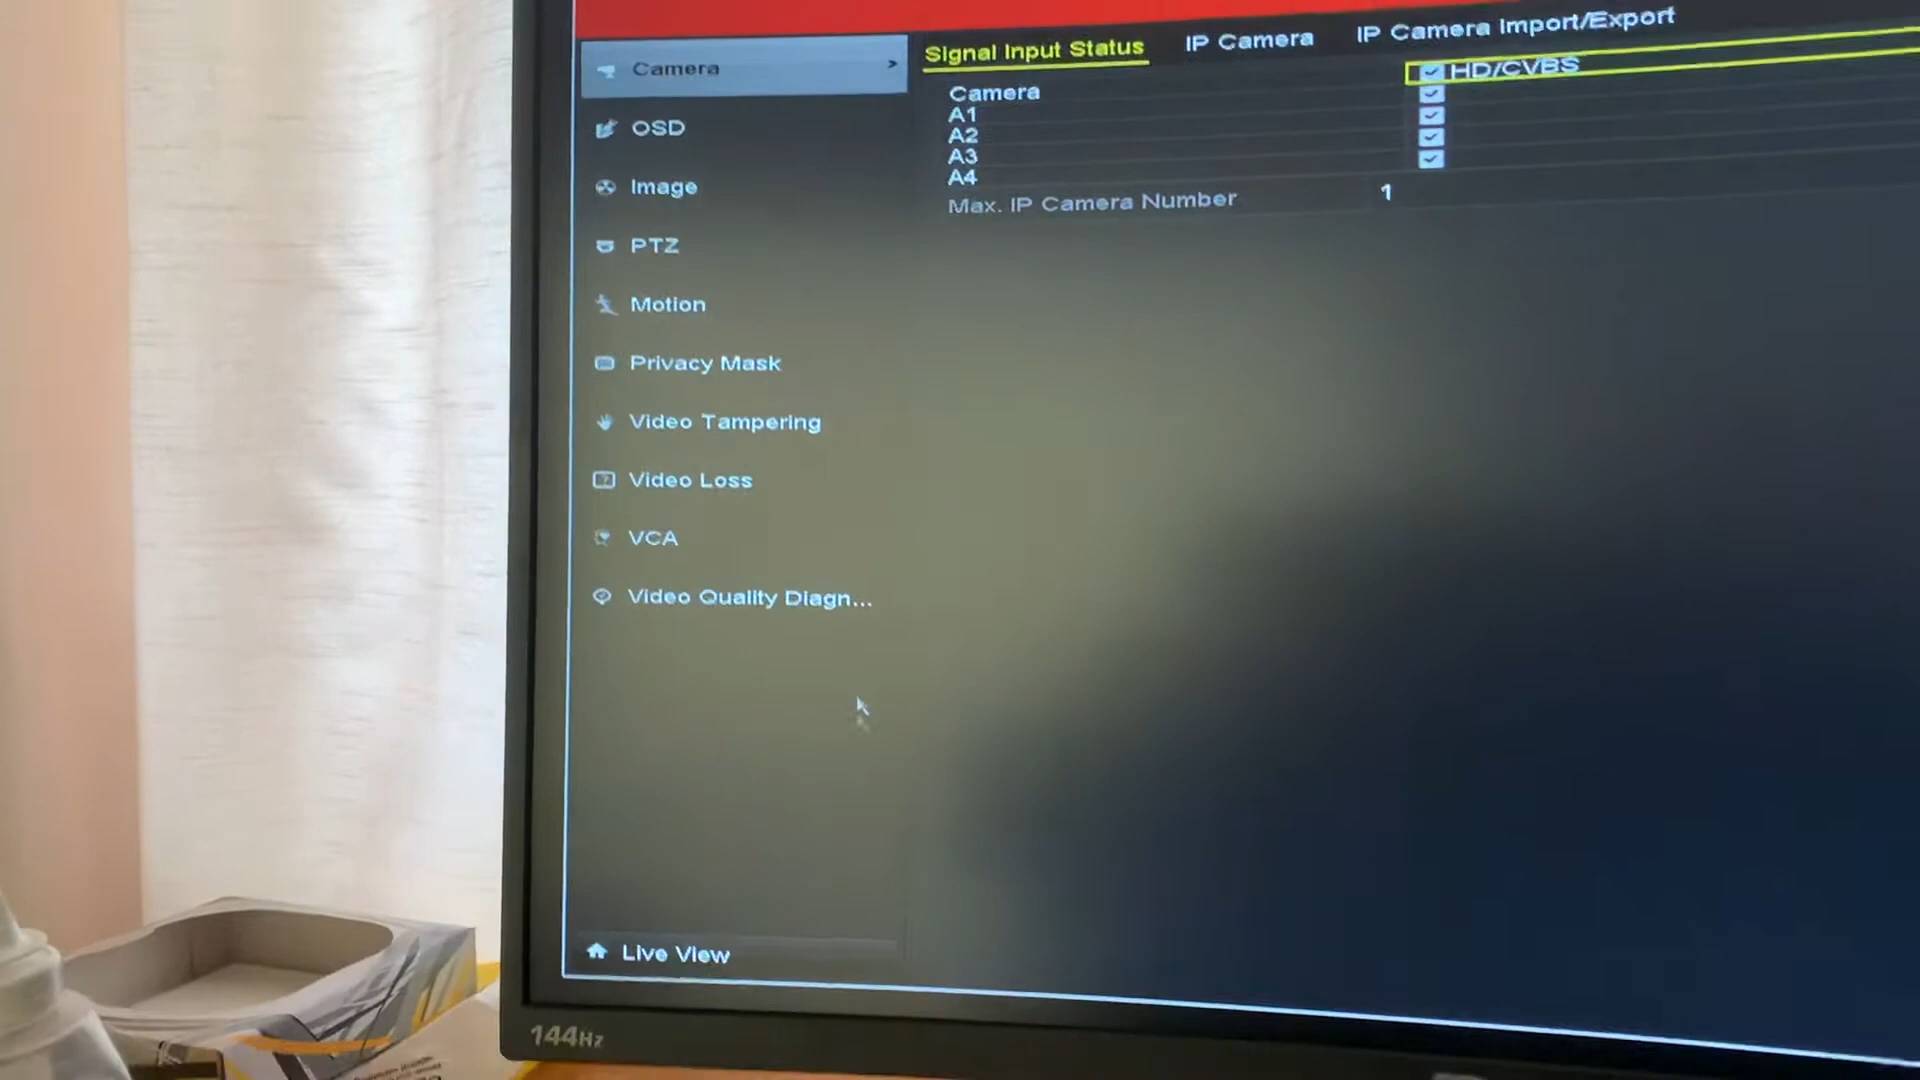 Signal Input Status IP Camera IP Camera Import/Export
Camera HD/CVBS
A1
A2
A3
A4
Max. IP Camera Number 1
Camera >
OSD
Image
PTZ
Motion
Privacy Mask
Video Tampering
Video Loss
VCA
Video Quality Diagn...
Live View
144Hz